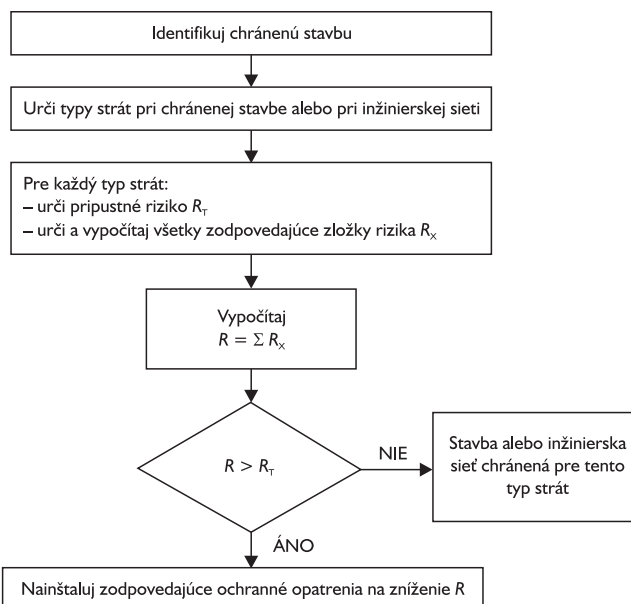 Identifikuj chránenú stavbu
Urči typy strát pri chránenej stavbe alebo pri inžinierskej sieti
Pre každý typ strát:
– urči pripustné riziko R_T
– urči a vypočítaj všetky zodpovedajúce zložky rizika R_X
Vypočítaj
R = Σ R_X
R > R_T
NIE
Stavba alebo inžinierska
sieť chránená pre tento
typ strát
ÁNO
Nainštaluj zodpovedajúce ochranné opatrenia na zníženie R